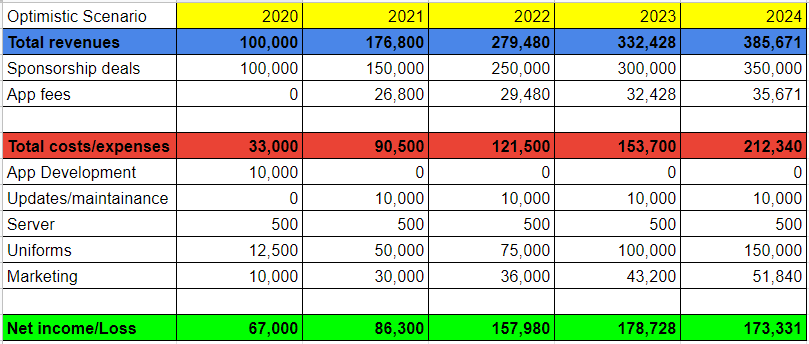 Optimistic Scenario 2020 2021 2022 2023 2024
Total revenues 100,000 176,800 279,480 332,428 385,671
Sponsorship deals 100,000 150,000 250,000 300,000 350,000
App fees 0 26,800 29,480 32,428 35,671
Total costs/expenses 33,000 90,500 121,500 153,700 212,340
App Development 10,000 0 0 0 0
Updates/maintainance 0 10,000 10,000 10,000 10,000
Server 500 500 500 500 500
Uniforms 12,500 50,000 75,000 100,000 150,000
Marketing 10,000 30,000 36,000 43,200 51,840
Net income/Loss 67,000 86,300 157,980 178,728 173,331